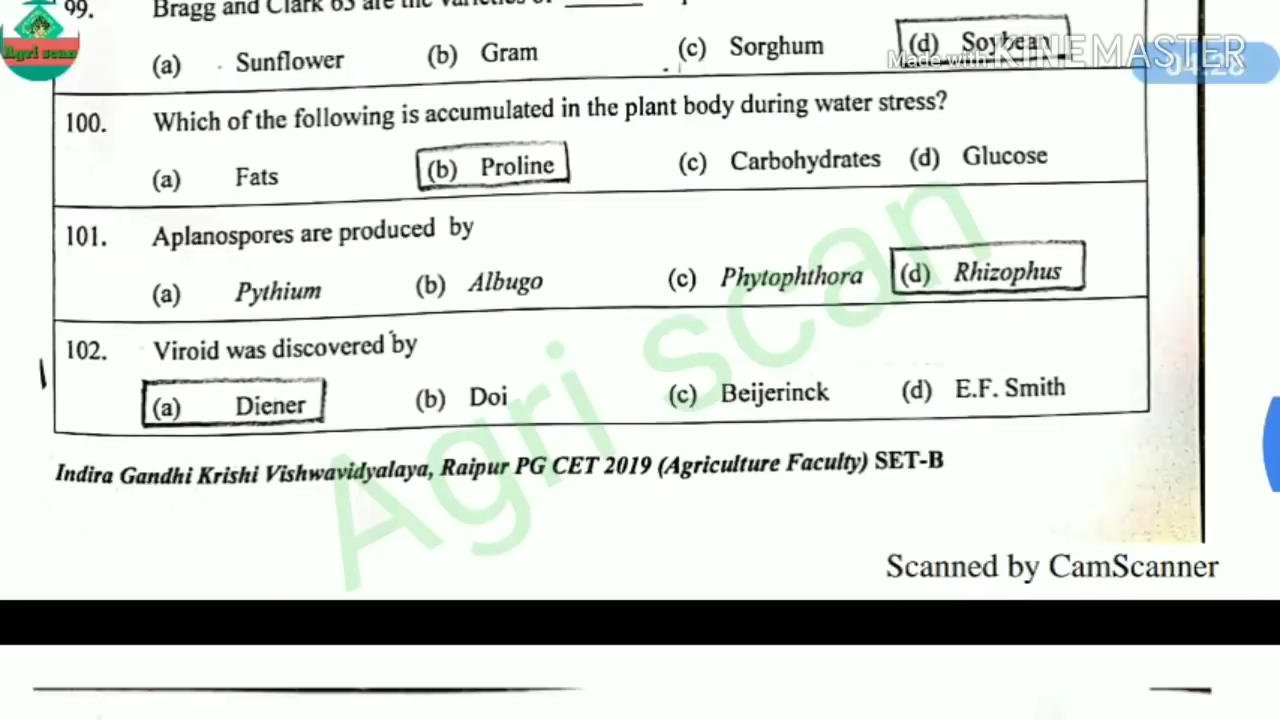 99. Bragg and Clark 63 are the varieties of
(a) Sunflower (b) Gram (c) Sorghum (d) Soybean
Made with KINEMASTER
Agri scan
100. Which of the following is accumulated in the plant body during water stress?
(a) Fats (b) Proline (c) Carbohydrates (d) Glucose
101. Aplanospores are produced by
(a) Pythium (b) Albugo (c) Phytophthora (d) Rhizophus
102. Viroid was discovered by
(a) Diener (b) Doi (c) Beijerinck (d) E.F. Smith
Agri scan
Indira Gandhi Krishi Vishwavidyalaya, Raipur PG CET 2019 (Agriculture Faculty) SET-B
Scanned by CamScanner